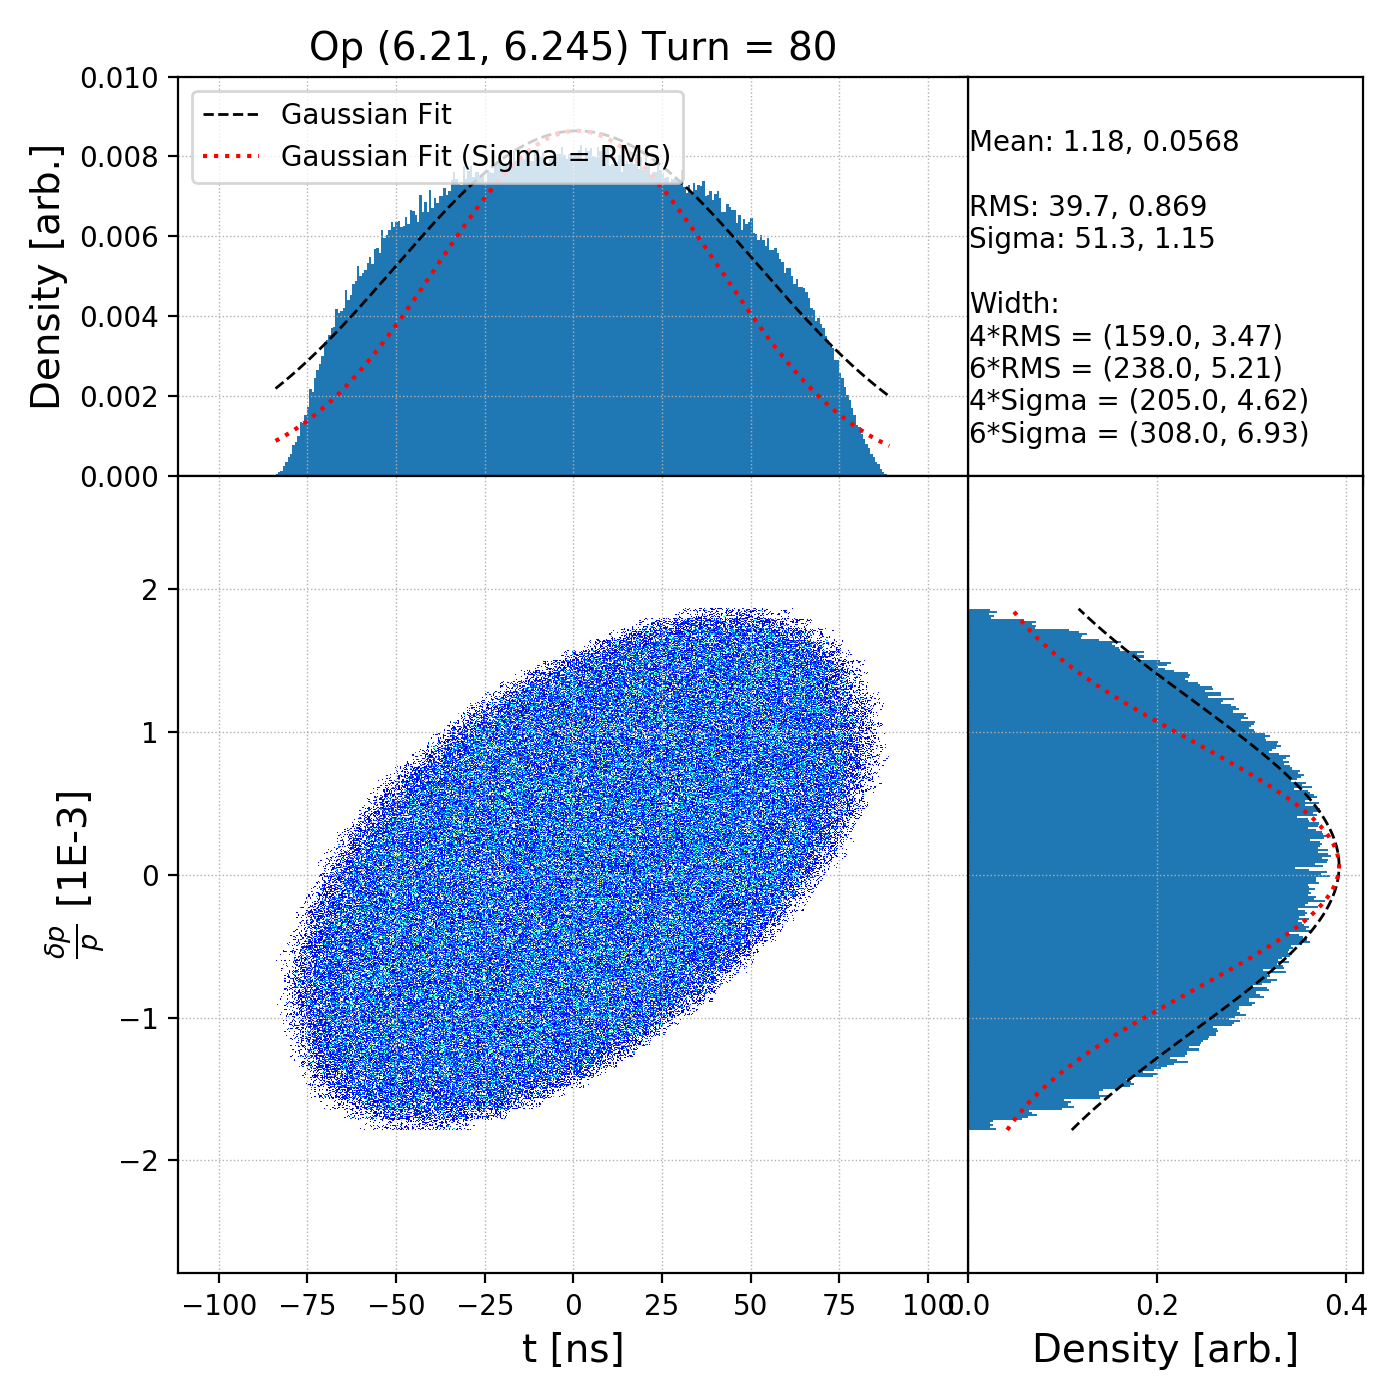 Op (6.21, 6.245) Turn = 80
0.010
0.008
0.006
0.004
0.002
0.000
Density [arb.]
Gaussian Fit
Gaussian Fit (Sigma = RMS)
Mean: 1.18, 0.0568
RMS: 39.7, 0.869
Sigma: 51.3, 1.15
Width:
4*RMS = (159.0, 3.47)
6*RMS = (238.0, 5.21)
4*Sigma = (205.0, 4.62)
6*Sigma = (308.0, 6.93)
2
1
0
−1
−2
δp/p [1E-3]
−100 −75 −50 −25 0 25 50 75 100
t [ns]
0.0 0.2 0.4
Density [arb.]